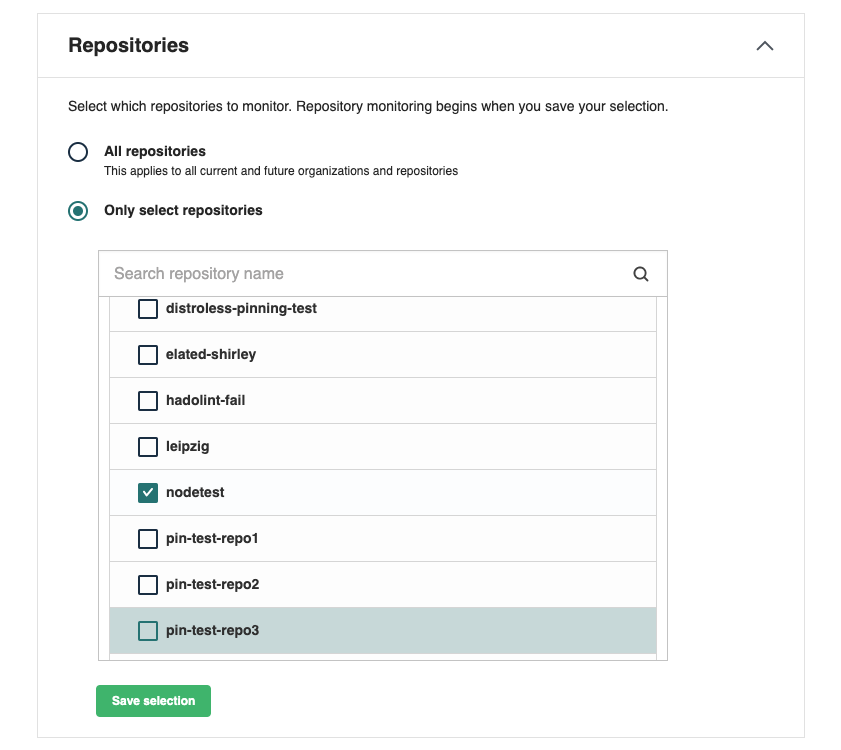 Repositories
Select which repositories to monitor. Repository monitoring begins when you save your selection.
All repositories
This applies to all current and future organizations and repositories
Only select repositories
Search repository name
distroless-pinning-test
elated-shirley
hadolint-fail
leipzig
nodetest
pin-test-repo1
pin-test-repo2
pin-test-repo3
Save selection